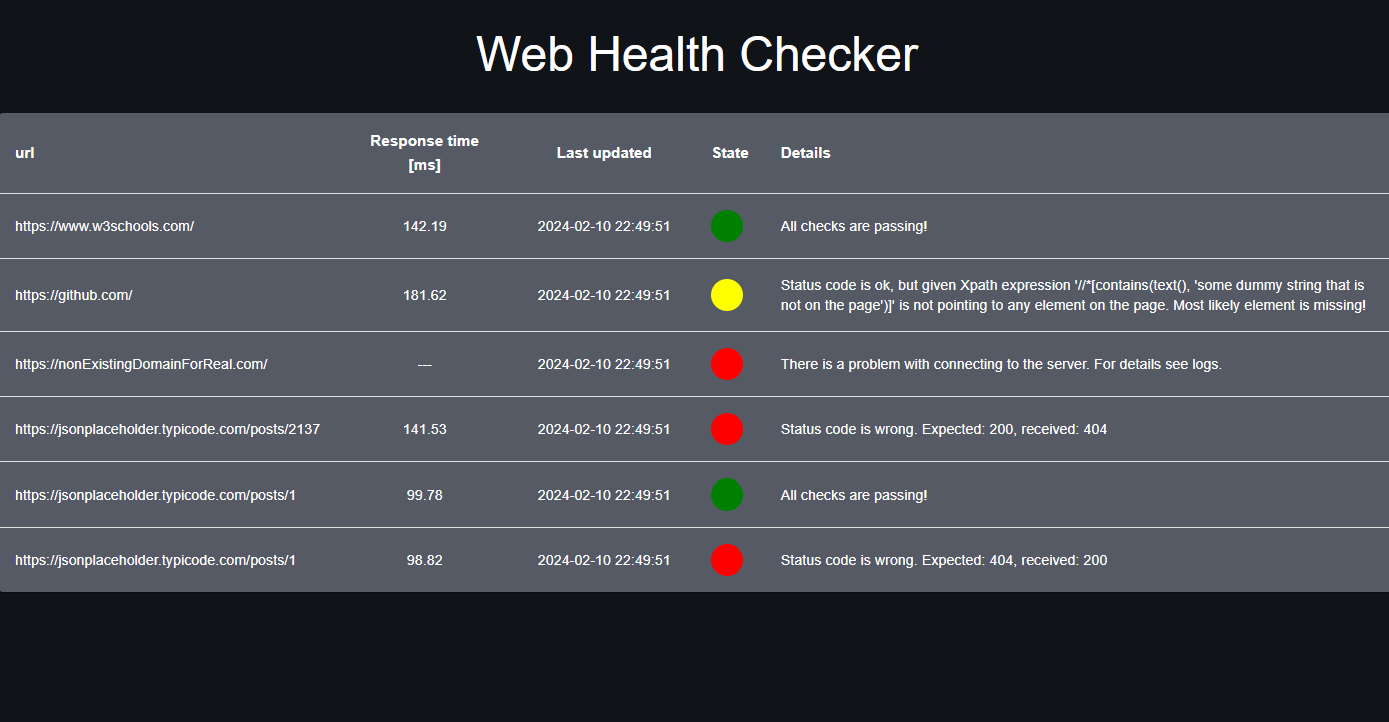 Web Health Checker
url Response time [ms] Last updated State Details
https://www.w3schools.com/ 142.19 2024-02-10 22:49:51 All checks are passing!
https://github.com/ 181.62 2024-02-10 22:49:51 Status code is ok, but given Xpath expression '//*[contains(text(), 'some dummy string that is
not on the page')]' is not pointing to any element on the page. Most likely element is missing!
https://nonExistingDomainForReal.com/ --- 2024-02-10 22:49:51 There is a problem with connecting to the server. For details see logs.
https://jsonplaceholder.typicode.com/posts/2137 141.53 2024-02-10 22:49:51 Status code is wrong. Expected: 200, received: 404
https://jsonplaceholder.typicode.com/posts/1 99.78 2024-02-10 22:49:51 All checks are passing!
https://jsonplaceholder.typicode.com/posts/1 98.82 2024-02-10 22:49:51 Status code is wrong. Expected: 404, received: 200